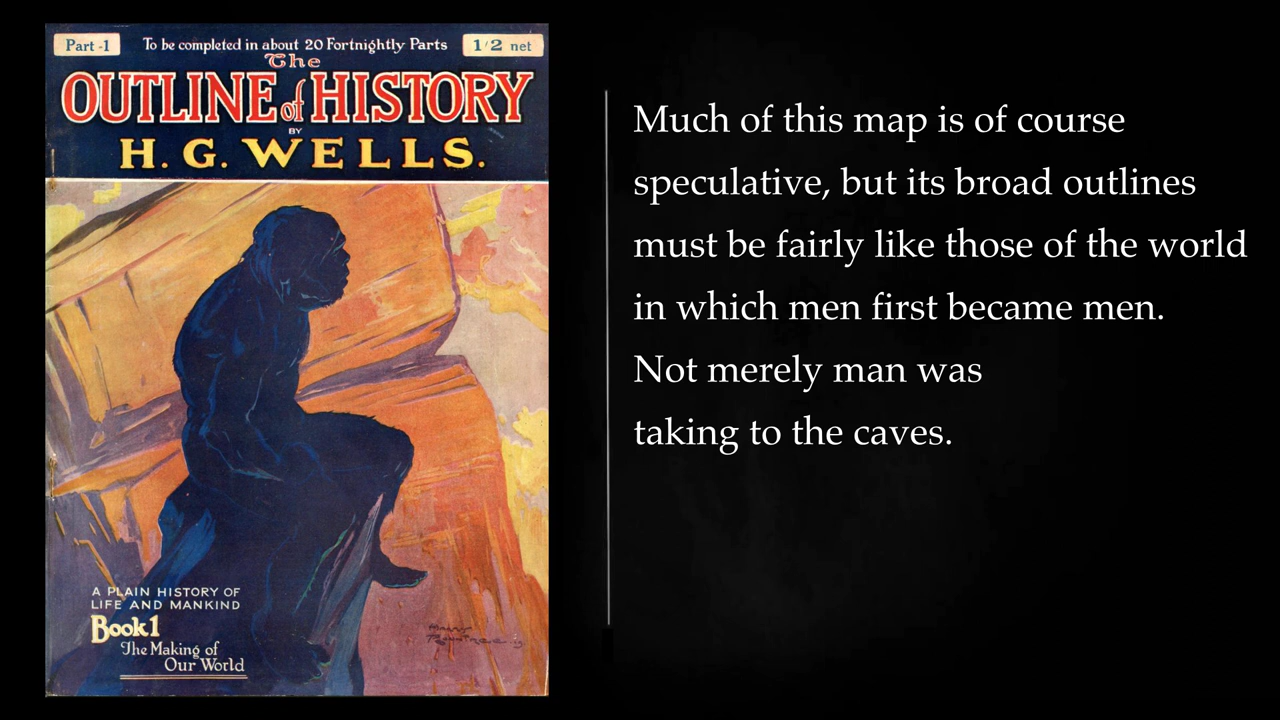 Part -1
To be completed in about 20 Fortnightly Parts
1/2 net
The
OUTLINE of HISTORY
BY
H. G. WELLS.
A PLAIN HISTORY OF
LIFE AND MANKIND
Book 1
The Making of
Our World
Much of this map is of course
speculative, but its broad outlines
must be fairly like those of the world
in which men first became men.
Not merely man was
taking to the caves.